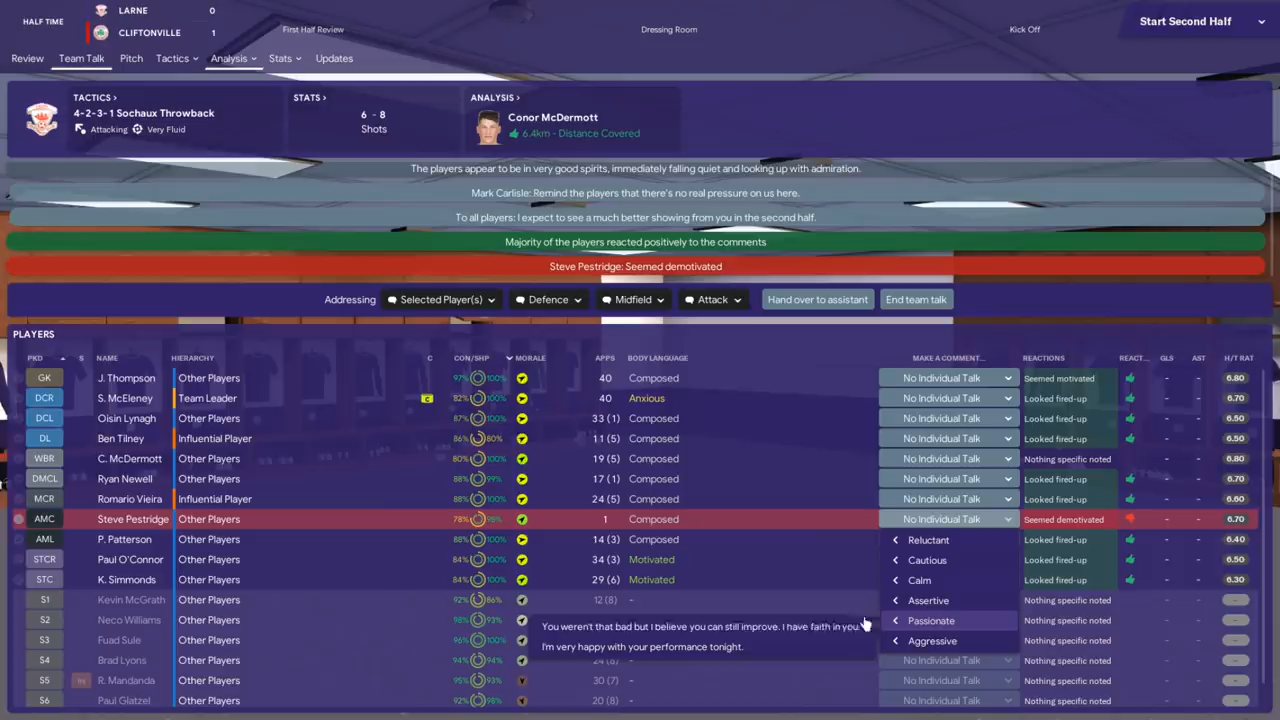 HALF TIME
LARNE 0
CLIFTONVILLE 1
First Half Review
Dressing Room
Kick Off
Start Second Half
Review Team Talk Pitch Tactics Analysis Stats Updates
TACTICS >
4-2-3-1 Sochaux Throwback
Attacking Very Fluid
STATS >
6 - 8
Shots
ANALYSIS >
Conor McDermott
6.4km - Distance Covered
The players appear to be in very good spirits, immediately falling quiet and looking up with admiration.
Mark Carlisle: Remind the players that there's no real pressure on us here.
To all players: I expect to see a much better showing from you in the second half.
Majority of the players reacted positively to the comments
Steve Pestridge: Seemed demotivated
Addressing Selected Player(s) Defence Midfield Attack Hand over to assistant End team talk
PLAYERS
PKD S NAME HIERARCHY C CON/SHP MORALE APPS BODY LANGUAGE MAKE A COMMENT... REACTIONS REACT... GLS AST H/T RAT
GK J. Thompson Other Players 97% 100% 40 Composed No Individual Talk Seemed motivated - - 6.80
DCR S. McEleney Team Leader C 82% 100% 40 Anxious No Individual Talk Looked fired-up - - 6.70
DCL Oisin Lynagh Other Players 87% 100% 33 (1) Composed No Individual Talk Looked fired-up - - 6.50
DL Ben Tilney Influential Player 86% 80% 11 (5) Composed No Individual Talk Looked fired-up - - 6.50
WBR C. McDermott Other Players 80% 100% 19 (5) Composed No Individual Talk Nothing specific noted - - 6.80
DMCL Ryan Newell Other Players 88% 99% 17 (1) Composed No Individual Talk Looked fired-up - - 6.70
MCR Romario Vieira Influential Player 88% 100% 24 (5) Composed No Individual Talk Looked fired-up - - 6.60
AMC Steve Pestridge Other Players 78% 98% 1 Composed No Individual Talk Seemed demotivated - - 6.70
AML P. Patterson Other Players 88% 100% 14 (3) Composed Reluctant Looked fired-up - - 6.40
STCR Paul O'Connor Other Players 84% 100% 34 (3) Motivated Cautious Looked fired-up - - 6.50
STC K. Simmonds Other Players 84% 100% 29 (6) Motivated Calm Looked fired-up - - 6.30
S1 Kevin McGrath Other Players 92% 86% 12 (8) - Assertive Nothing specific noted - - -
S2 Neco Williams Other Players 98% 93% You weren't that bad but I believe you can still improve. I have faith in you. Passionate Nothing specific noted - - -
S3 Fuad Sule Other Players 96% 100% I'm very happy with your performance tonight. Aggressive Nothing specific noted - - -
S4 Brad Lyons Other Players 94% 94% 24 (8) - No Individual Talk Nothing specific noted - - -
S5 R. Mandanda Other Players 95% 93% 30 (7) - No Individual Talk Nothing specific noted - - -
S6 Paul Glatzel Other Players 92% 98% 20 (8) - No Individual Talk Nothing specific noted - - -